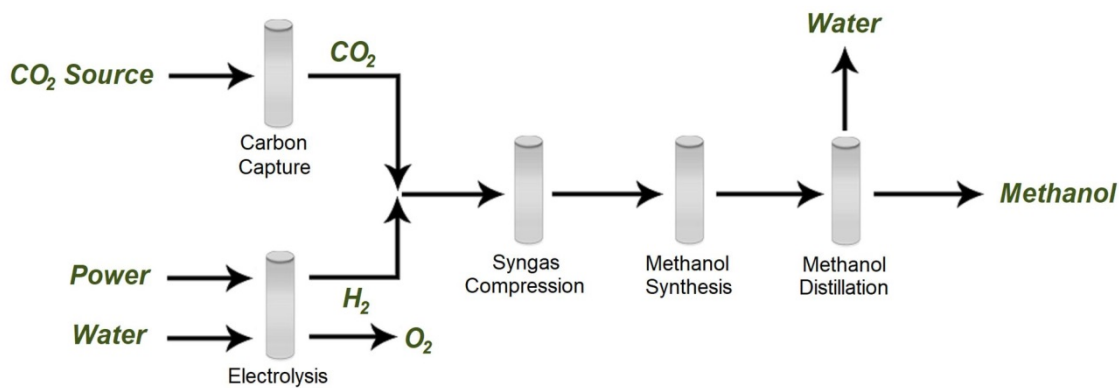 Water
CO₂ Source
CO₂
Carbon
Capture
Methanol
Syngas
Compression
Methanol
Synthesis
Methanol
Distillation
Power
H₂
Water
O₂
Electrolysis